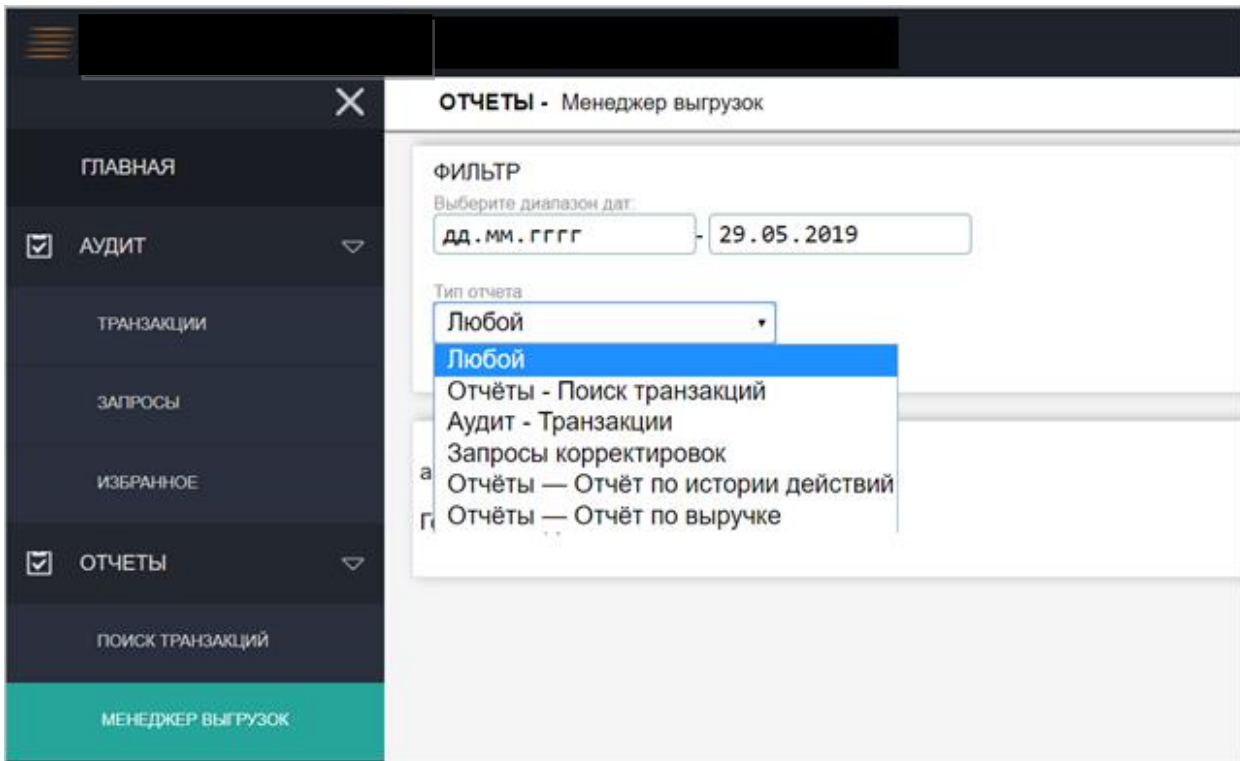 ОТЧЕТЫ - Менеджер выгрузок
ГЛАВНАЯ
АУДИТ
ТРАНЗАКЦИИ
ЗАПРОСЫ
ИЗБРАННОЕ
ОТЧЕТЫ
ПОИСК ТРАНЗАКЦИЙ
МЕНЕДЖЕР ВЫГРУЗОК
ФИЛЬТР
Выберите диапазон дат:
дд.мм.гггг - 29.05.2019
Тип отчета
Любой
Любой
Отчёты - Поиск транзакций
Аудит - Транзакции
Запросы корректировок
Отчёты — Отчёт по истории действий
Отчёты — Отчёт по выручке